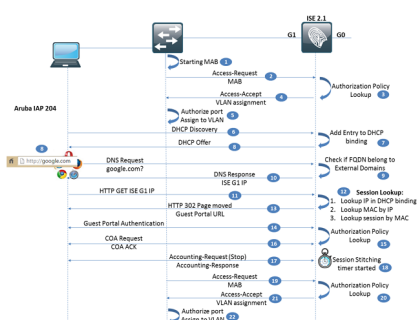 ISE 2.1
G1
G0
Starting MAB 1
Access-Request 2
MAB
Authorization Policy
Lookup 3
Access-Accept 4
VLAN assignment
Aruba IAP 204
Authorize port
Assign to VLAN 5
DHCP Discovery 6
Add Entry to DHCP
binding 7
DHCP Offer 8
http://google.com
DNS Request
google.com?
Check if FQDN belong to
External Domains 9
DNS Response
ISE G1 IP 10
HTTP GET ISE G1 IP 11
12 Session Lookup:
1. Lookup IP in DHCP binding
2. Lookup MAC by IP
3. Lookup session by MAC
HTTP 302 Page moved 13
Guest Portal URL
Guest Portal Authentication 14
Authorization Policy
Lookup 15
COA Request
COA ACK 16
Accounting-Request (Stop) 17
Accounting-Response
Session Stitching
timer started 18
Access-Request 19
MAB
Authorization Policy
Lookup 20
Access-Accept 21
VLAN assignment
Authorize port
Assign to VLAN 22